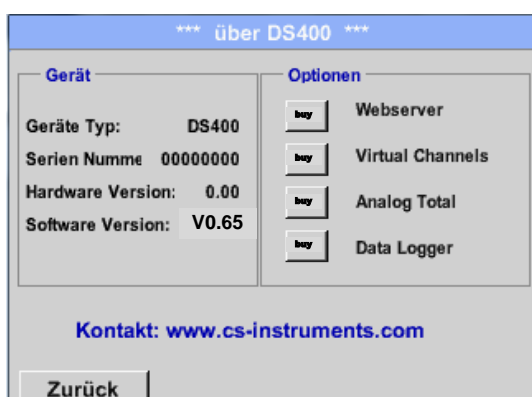 *** über DS400 ***
Gerät
Geräte Typ: DS400
Serien Numme 00000000
Hardware Version: 0.00
Software Version: V0.65
Optionen
buy Webserver
buy Virtual Channels
buy Analog Total
buy Data Logger
Kontakt: www.cs-instruments.com
Zurück